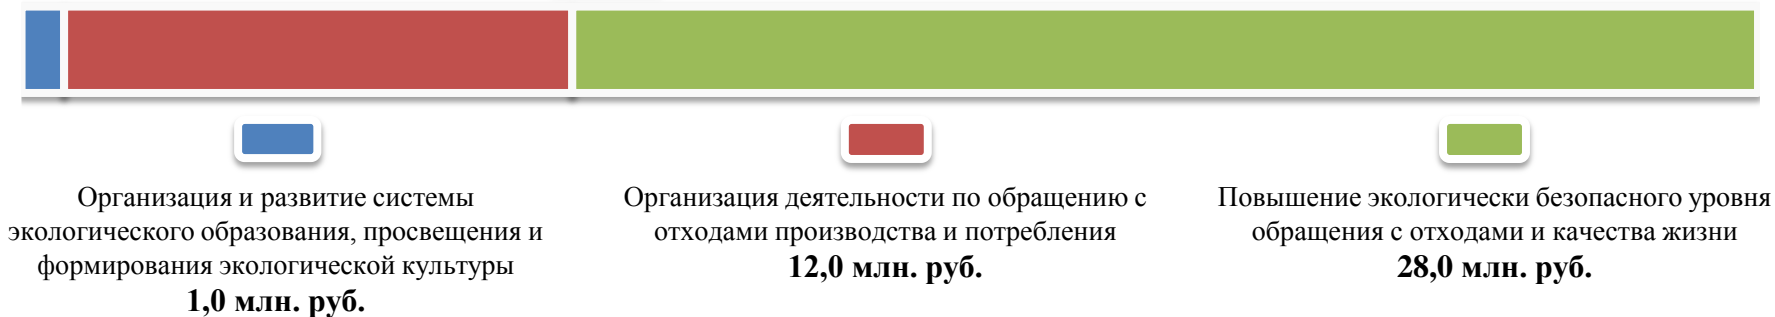 Организация и развитие системы
экологического образования, просвещения и
формирования экологической культуры
1,0 млн. руб.
Организация деятельности по обращению с
отходами производства и потребления
12,0 млн. руб.
Повышение экологически безопасного уровня
обращения с отходами и качества жизни
28,0 млн. руб.